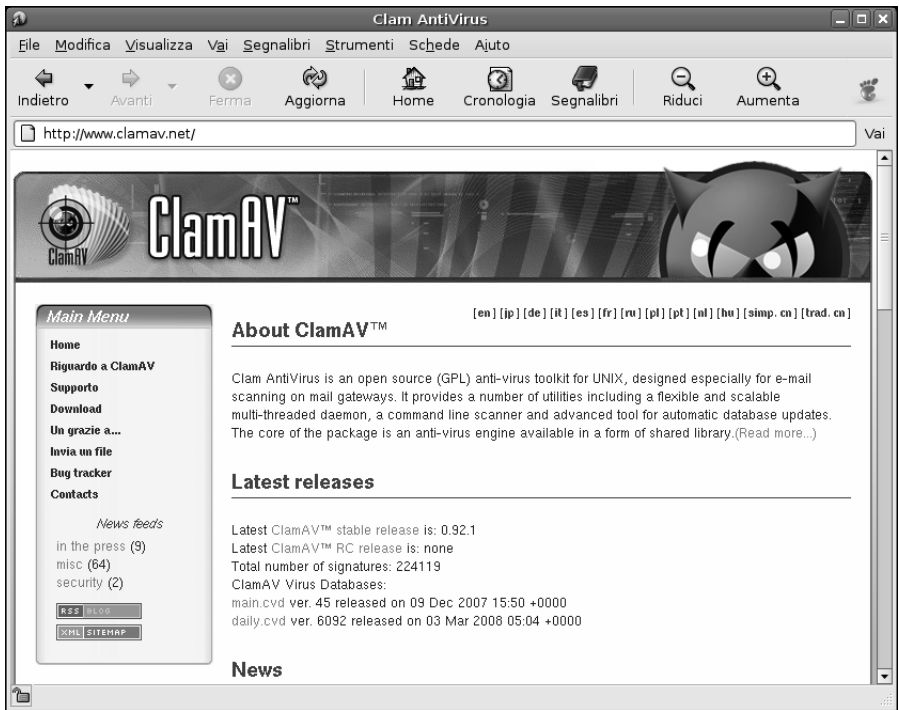 Clam AntiVirus
File Modifica Visualizza Vai Segnalibri Strumenti Schede Aiuto
Indietro Avanti Ferma Aggiorna Home Cronologia Segnalibri Riduci Aumenta
http://www.clamav.net/ Vai
ClamAV
ClamAV™
Main Menu
Home
Riguardo a ClamAV
Supporto
Download
Un grazie a...
Invia un file
Bug tracker
Contacts
News feeds
in the press (9)
misc (64)
security (2)
RSS BLOG
XML SITEMAP
[en] [jp] [de] [it] [es] [fr] [ru] [pl] [pt] [nl] [hu] [simp. cn] [trad. cn]
About ClamAV™
Clam AntiVirus is an open source (GPL) anti-virus toolkit for UNIX, designed especially for e-mail
scanning on mail gateways. It provides a number of utilities including a flexible and scalable
multi-threaded daemon, a command line scanner and advanced tool for automatic database updates.
The core of the package is an anti-virus engine available in a form of shared library.(Read more...)
Latest releases
Latest ClamAV™ stable release is: 0.92.1
Latest ClamAV™ RC release is: none
Total number of signatures: 224119
ClamAV Virus Databases:
main.cvd ver. 45 released on 09 Dec 2007 15:50 +0000
daily.cvd ver. 6092 released on 03 Mar 2008 05:04 +0000
News